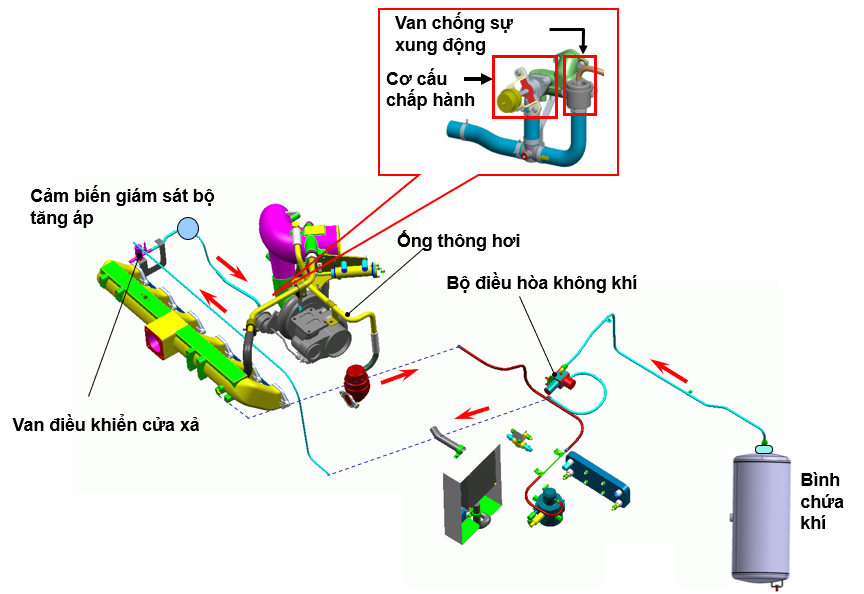 Van chống sự
xung động
Cơ cấu
chấp hành
Cảm biến giám sát bộ
tăng áp
Ống thông hơi
Bộ điều hòa không khí
Van điều khiển cửa xả
Bình
chứa
khí